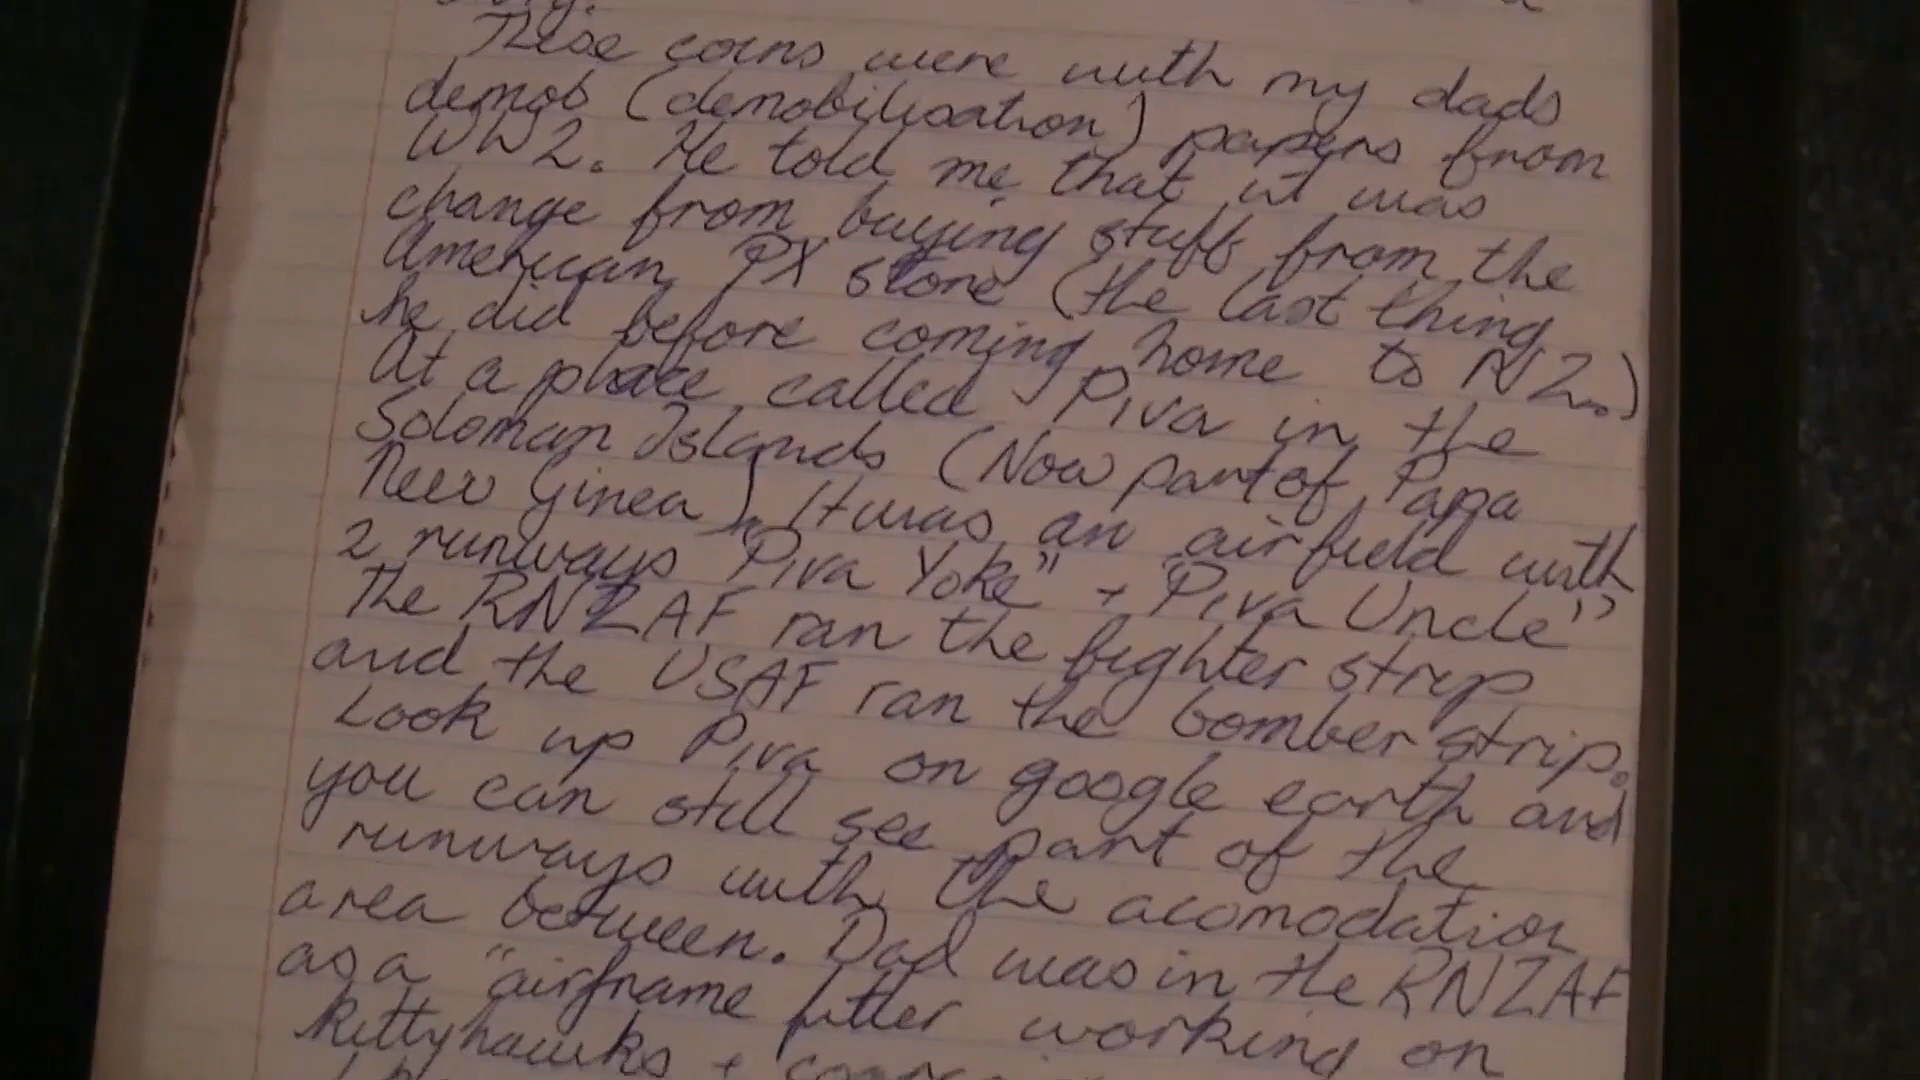 These coins were with my dads
demob (demobilisation) papers from
WW2. He told me that it was
change from buying stuff from the
American PX store (the last thing
he did before coming home to NZ.)
At a place called Piva in the
Soloman Islands (Now part of Papa
New Ginea). It was an airfield with
2 runways "Piva Yoke" + "Piva Uncle"
The RNZAF ran the fighter strip
and the USAF ran the bomber strip.
Look up Piva on google earth and
you can still see part of the
runways with the acomodation
area between. Dad was in the RNZAF
as a "airframe fitter working on
Kittyhawks +